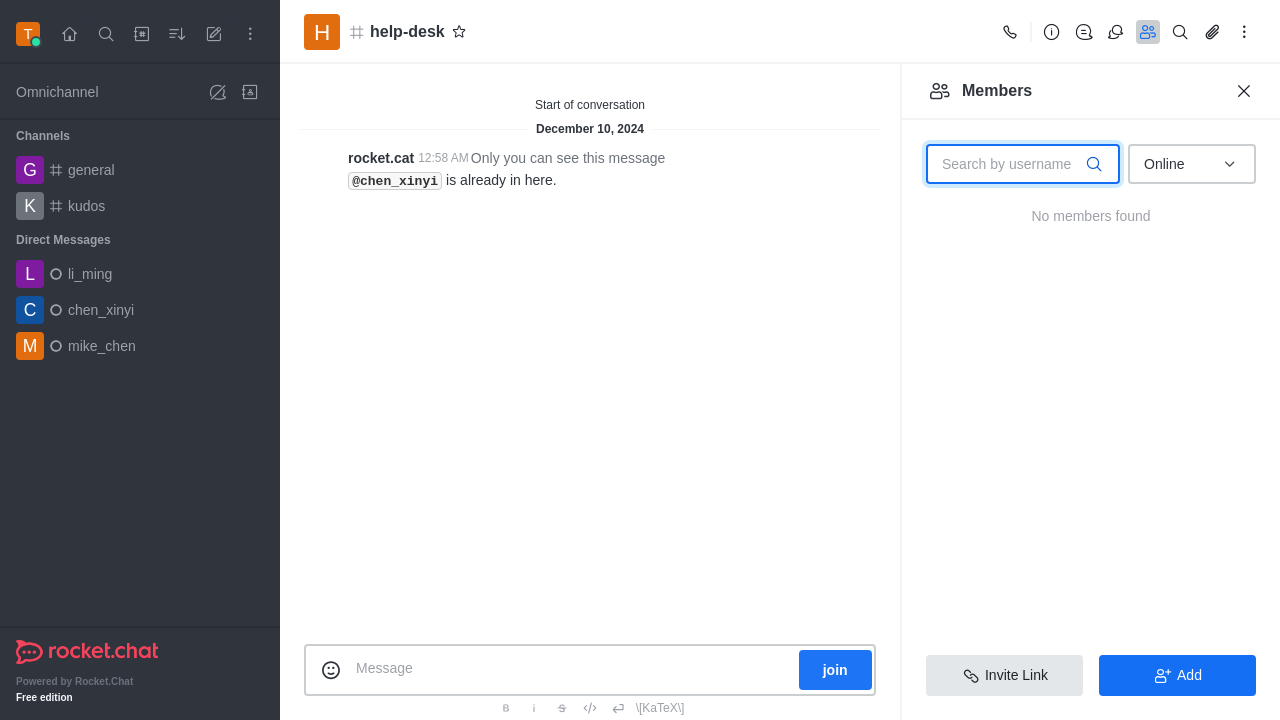 T
Omnichannel
Channels
G general
K kudos
Direct Messages
L li_ming
C chen_xinyi
M mike_chen
rocket.chat
Powered by Rocket.Chat
Free edition
H help-desk
Start of conversation
December 10, 2024
rocket.cat 12:58 AM Only you can see this message
@chen_xinyi is already in here.
Message
join
B i S \[KaTeX\]
Members
Search by username
Online
No members found
Invite Link
Add